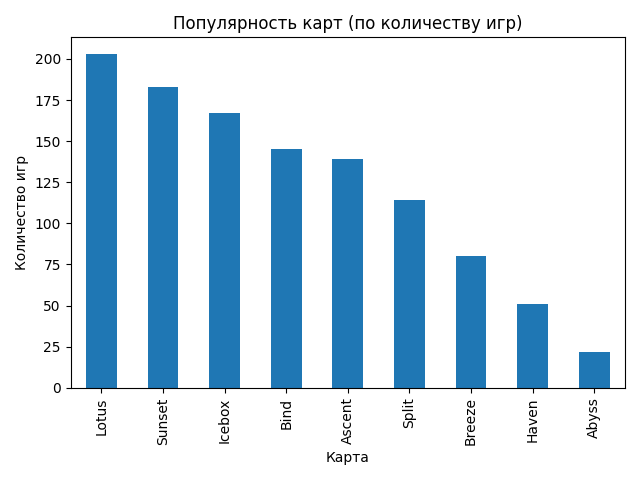 Популярность карт (по количеству игр)
Количество игр
200
175
150
125
100
75
50
25
0
Lotus
Sunset
Icebox
Bind
Ascent
Split
Breeze
Haven
Abyss
Карта